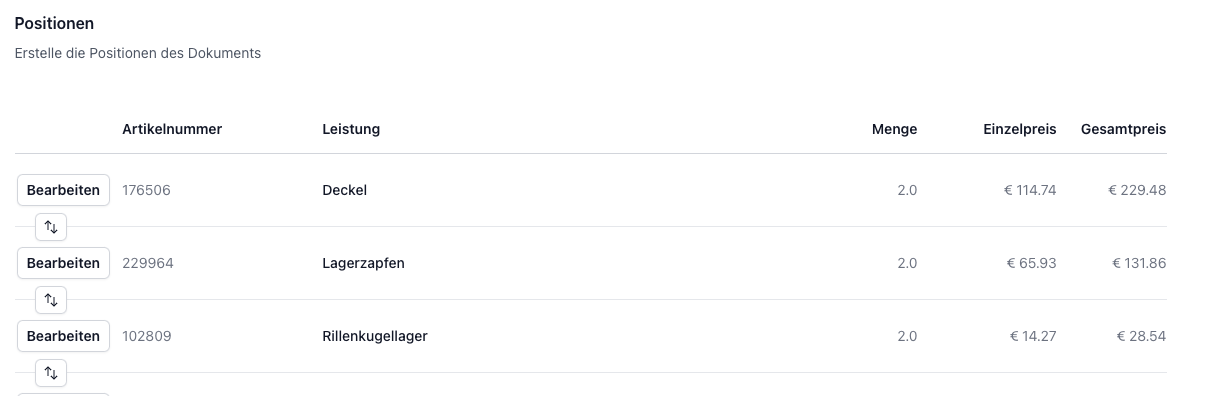 Positionen
Erstelle die Positionen des Dokuments
Artikelnummer Leistung Menge Einzelpreis Gesamtpreis
Bearbeiten 176506 Deckel 2.0 € 114.74 € 229.48
Bearbeiten 229964 Lagerzapfen 2.0 € 65.93 € 131.86
Bearbeiten 102809 Rillenkugellager 2.0 € 14.27 € 28.54